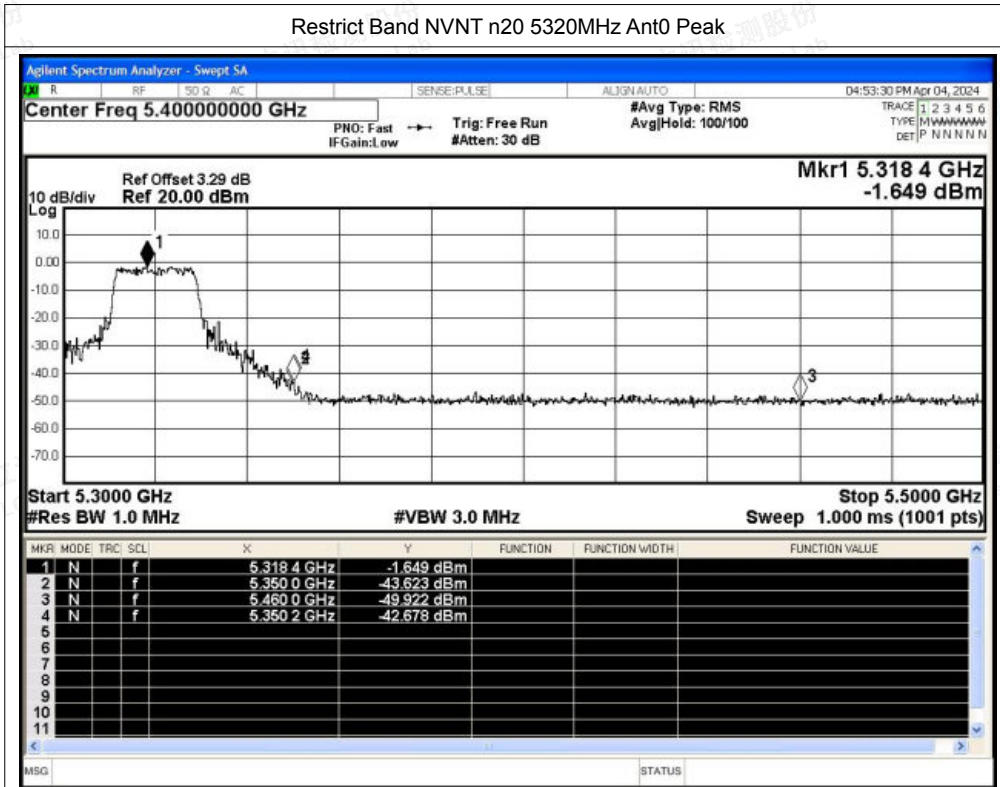 Restrict Band NVNT n20 5320MHz Ant0 Peak
Agilent Spectrum Analyzer - Swept SA
R RF 50 Ω AC SENSE:PULSE ALIGN AUTO 04:53:30 PM Apr 04, 2024
Center Freq 5.400000000 GHz #Avg Type: RMS TRACE 1 2 3 4 5 6
PNO: Fast Trig: Free Run Avg|Hold: 100/100 TYPE M
IFGain:Low #Atten: 30 dB DET P N N N N N
Mkr1 5.318 4 GHz
Ref Offset 3.29 dB
10 dB/div Ref 20.00 dBm -1.649 dBm
Log
10.0
1
0.00
-10.0
-20.0
-30.0
-40.0
3
-50.0
-60.0
-70.0
Start 5.3000 GHz Stop 5.5000 GHz
#Res BW 1.0 MHz #VBW 3.0 MHz Sweep 1.000 ms (1001 pts)
MKR MODE TRC SCL X Y FUNCTION FUNCTION WIDTH FUNCTION VALUE
1 N f 5.318 4 GHz -1.649 dBm
2 N f 5.350 0 GHz -43.623 dBm
3 N f 5.460 0 GHz -49.922 dBm
4 N f 5.350 2 GHz -42.678 dBm
5
6
7
8
9
10
11
MSG STATUS